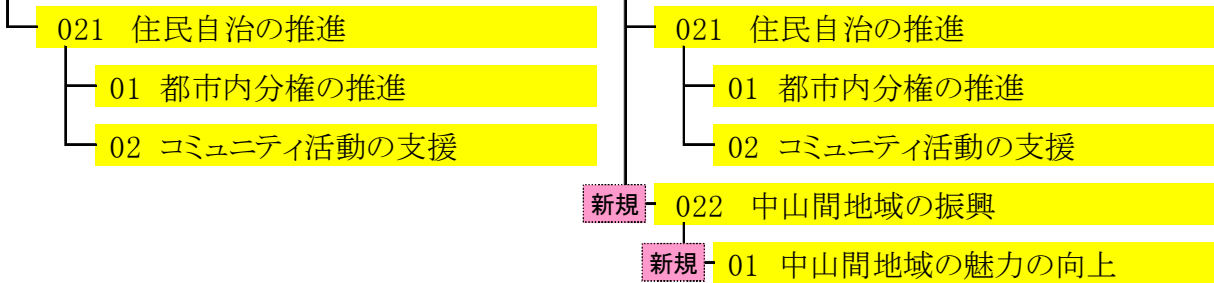 021 住民自治の推進
01 都市内分権の推進
02 コミュニティ活動の支援
021 住民自治の推進
01 都市内分権の推進
02 コミュニティ活動の支援
新規 022 中山間地域の振興
新規 01 中山間地域の魅力の向上